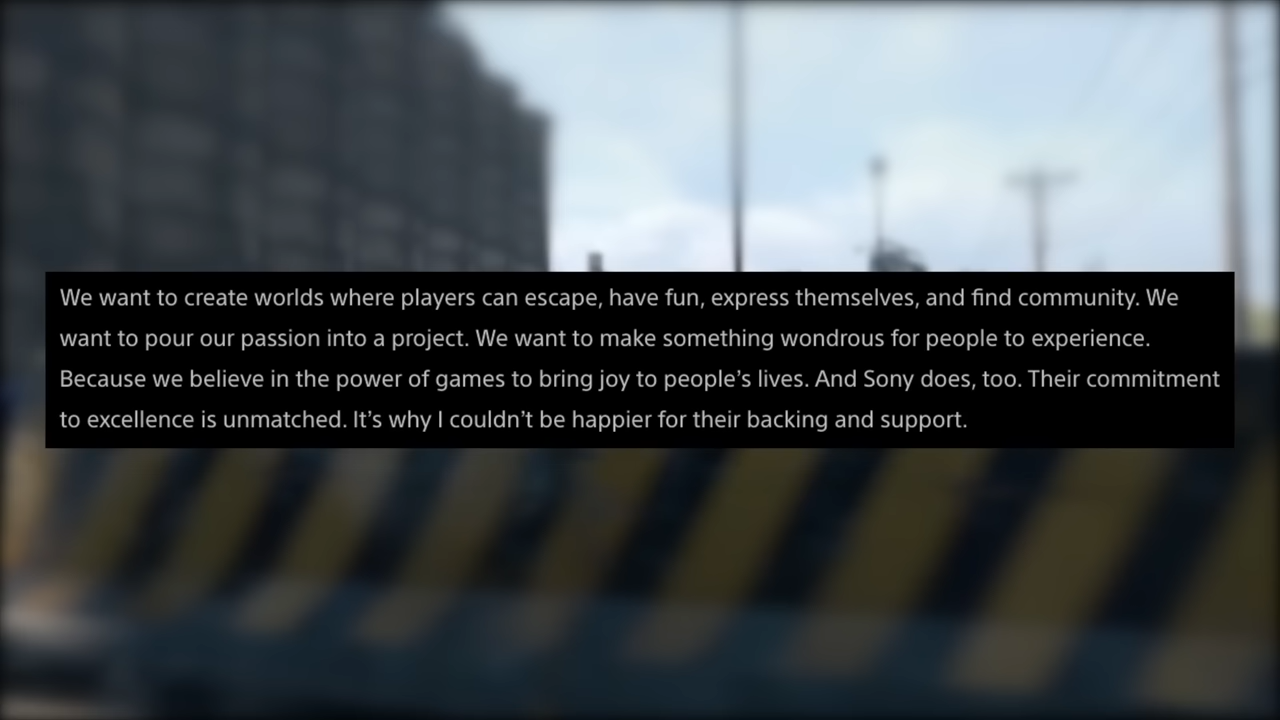 We want to create worlds where players can escape, have fun, express themselves, and find community. We
want to pour our passion into a project. We want to make something wondrous for people to experience.
Because we believe in the power of games to bring joy to people’s lives. And Sony does, too. Their commitment
to excellence is unmatched. It’s why I couldn’t be happier for their backing and support.